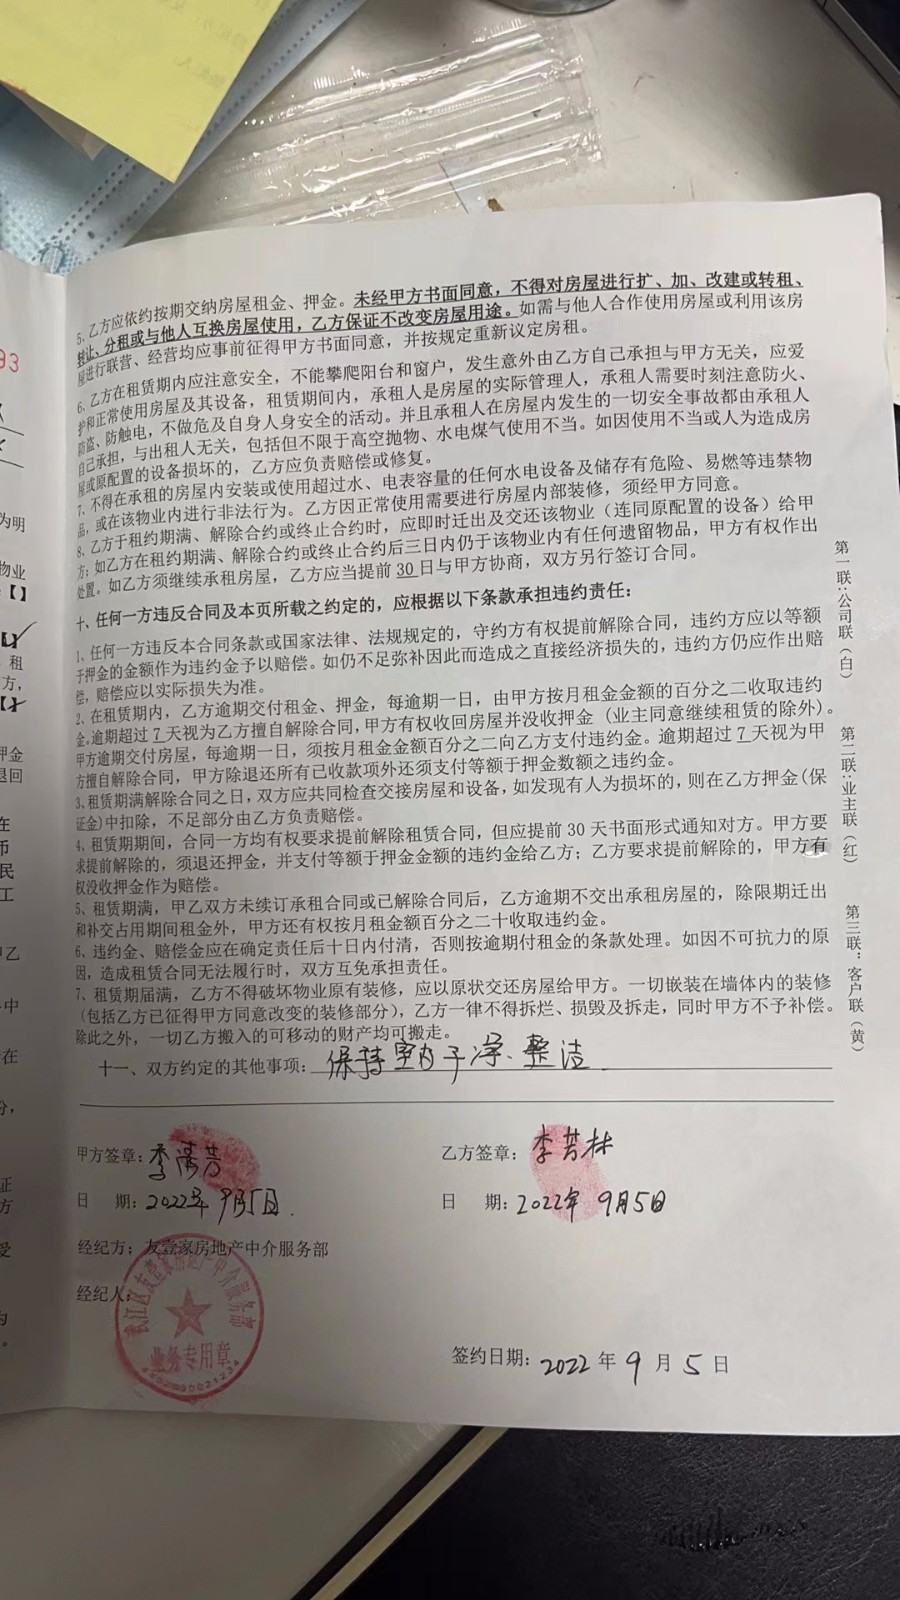 5、乙方应依约按期交纳房屋租金、押金。未经甲方书面同意，不得对房屋进行扩、加、改建或转租、
转让、分租或与他人互换房屋使用，乙方保证不改变房屋用途。如需与他人合作使用房屋或利用该房
屋进行联营、经营均应事前征得甲方书面同意，并按规定重新议定房租。
6、乙方在租赁期内应注意安全，不能攀爬阳台和窗户，发生意外由乙方自己承担与甲方无关，应爱
护和正常使用房屋及其设备，租赁期间内，承租人是房屋的实际管理人，承租人需要时刻注意防火、
防盗、防触电，不做危及自身人身安全的活动。并且承租人在房屋内发生的一切安全事故都由承租人
自己承担，与出租人无关，包括但不限于高空抛物、水电煤气使用不当。如因使用不当或人为造成房
屋或原配置的设备损坏的，乙方应负责赔偿或修复。
7、不得在承租的房屋内安装或使用超过水、电表容量的任何水电设备及储存有危险、易燃等违禁物
品，或在该物业内进行非法行为。乙方因正常使用需要进行房屋内部装修，须经甲方同意。
8、乙方于租约期满、解除合约或终止合约时，应即时迁出及交还该物业（连同原配置的设备）给甲
方；如乙方在租约期满、解除合约或终止合约后三日内仍于该物业内有任何遗留物品，甲方有权作出
处置。如乙方须继续承租房屋，乙方应当提前30日与甲方协商，双方另行签订合同。
十、任何一方违反合同及本页所载之约定的，应根据以下条款承担违约责任：
1、任何一方违反本合同条款或国家法律、法规规定的，守约方有权提前解除合同，违约方应以等额
于押金的金额作为违约金予以赔偿。如仍不足弥补因此而造成之直接经济损失的，违约方仍应作出赔
偿，赔偿应以实际损失为准。
2、在租赁期内，乙方逾期交付租金、押金，每逾期一日，由甲方按月租金金额的百分之二收取违约
金。逾期超过7天视为乙方擅自解除合同，甲方有权收回房屋并没收押金（业主同意继续租赁的除外）。
甲方逾期交付房屋，每逾期一日，须按月租金金额百分之二向乙方支付违约金。逾期超过7天视为甲
方擅自解除合同，甲方除退还所有已收款项外还须支付等额于押金数额之违约金。
3、租赁期满解除合同之日，双方应共同检查交接房屋和设备，如发现有人为损坏的，则在乙方押金(保
证金)中扣除，不足部分由乙方负责赔偿。
4、租赁期期间，合同一方均有权要求提前解除租赁合同，但应提前30天书面形式通知对方。甲方要
求提前解除的，须退还押金，并支付等额于押金金额的违约金给乙方；乙方要求提前解除的，甲方有
权没收押金作为赔偿。
5、租赁期满，甲乙双方未续订承租合同或已解除合同后，乙方逾期不交出承租房屋的，除限期迁出
和补交占用期间租金外，甲方还有权按月租金额百分之二十收取违约金。
6、违约金、赔偿金应在确定责任后十日内付清，否则按逾期付租金的条款处理。如因不可抗力的原
因，造成租赁合同无法履行时，双方互免承担责任。
7、租赁期届满，乙方不得破坏物业原有装修，应以原状交还房屋给甲方。一切嵌装在墙体内的装修
（包括乙方已征得甲方同意改变的装修部分），乙方一律不得拆烂、损毁及拆走，同时甲方不予补偿。
除此之外，一切乙方搬入的可移动的财产均可搬走。
十一、双方约定的其他事项：保持室内干净、整洁
甲方签章：李清芳
乙方签章：李芳林
日 期：2022年9月5日.
日 期：2022年9月5日
经纪方：友壹家房地产中介服务部
经纪人：
武江区友壹家房地产中介服务部
业务专用章
签约日期：2022年9月5日
第一联：公司联（白）
第二联：业主联（红）
第三联：客户联（黄）
93
为明
物业
【】
租
方，
押金
退回
在
师
民
工
甲乙
中
在
份，
证
方
受
为